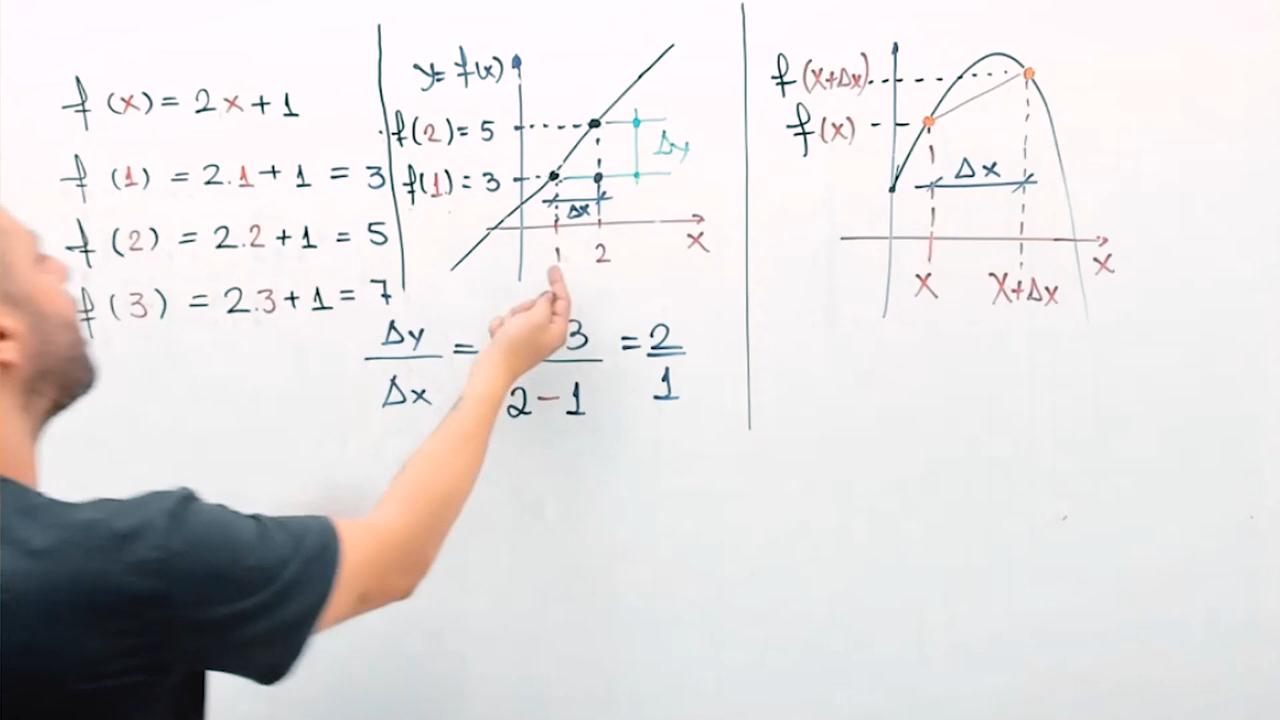 f(x) = 2x+1
f(1) = 2.1+1 = 3
f(2) = 2.2+1 = 5
f(3) = 2.3+1 = 7
y=f(x)
f(2)=5
f(1)=3
Δy
Δx
x
2
Δy = 3 = 2
Δx 2-1 1
f(x+Δx)
f(x)
Δx
x
x+Δx
x